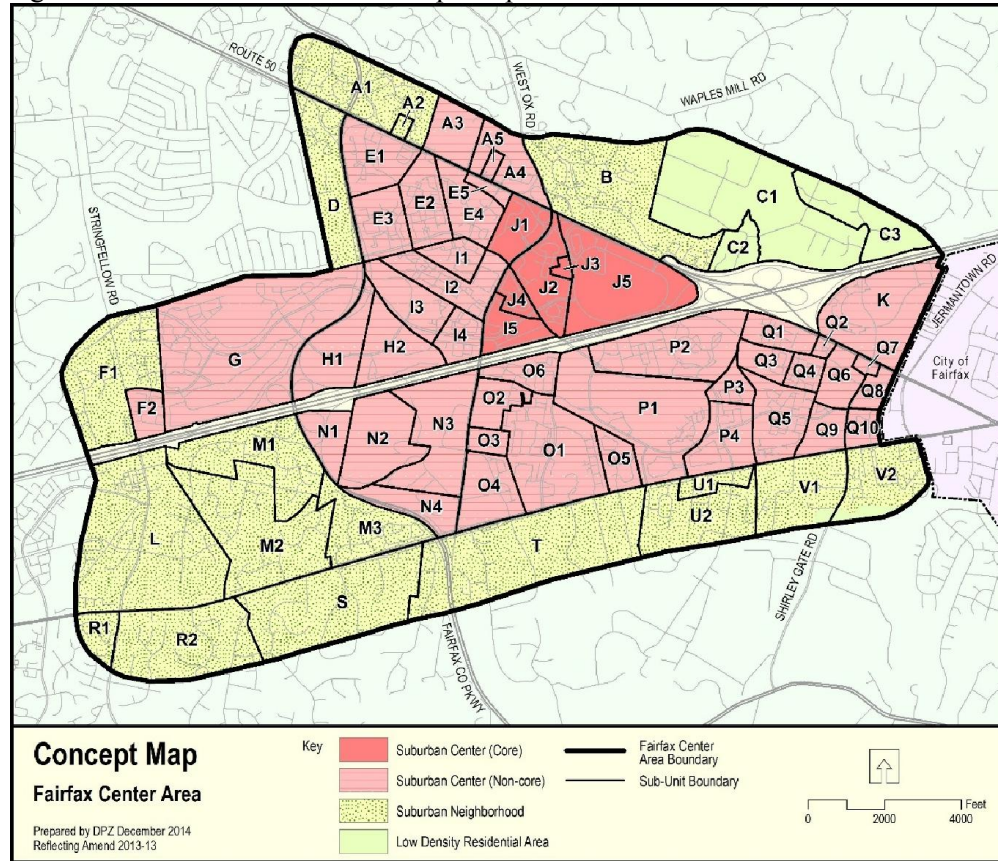 ROUTE 50
WEST OX RD
WAPLES MILL RD
A1
A2
A3
A5
A4
B
C1
C2
C3
E1
E2
E3
E5
E4
D
J1
J3
J2
J5
J4
I1
I2
I3
I4
I5
STRINGFELLOW RD
JERMANTOWN RD
City of
Fairfax
K
G
H1
H2
F1
F2
Q1
Q2
Q7
Q3
Q4
Q6
Q8
Q5
Q9
Q10
P2
P3
P1
P4
O6
O2
O3
O1
O5
O4
N1
N2
N3
N4
M1
M2
M3
L
U1
U2
V1
V2
T
S
R1
R2
SHIRLEY GATE RD
FAIRFAX CO PKWY
Concept Map
Fairfax Center Area
Prepared by DPZ December 2014
Reflecting Amend 2013-13
Key
Suburban Center (Core)
Suburban Center (Non-core)
Suburban Neighborhood
Low Density Residential Area
Fairfax Center
Area Boundary
Sub-Unit Boundary
Feet
0 2000 4000